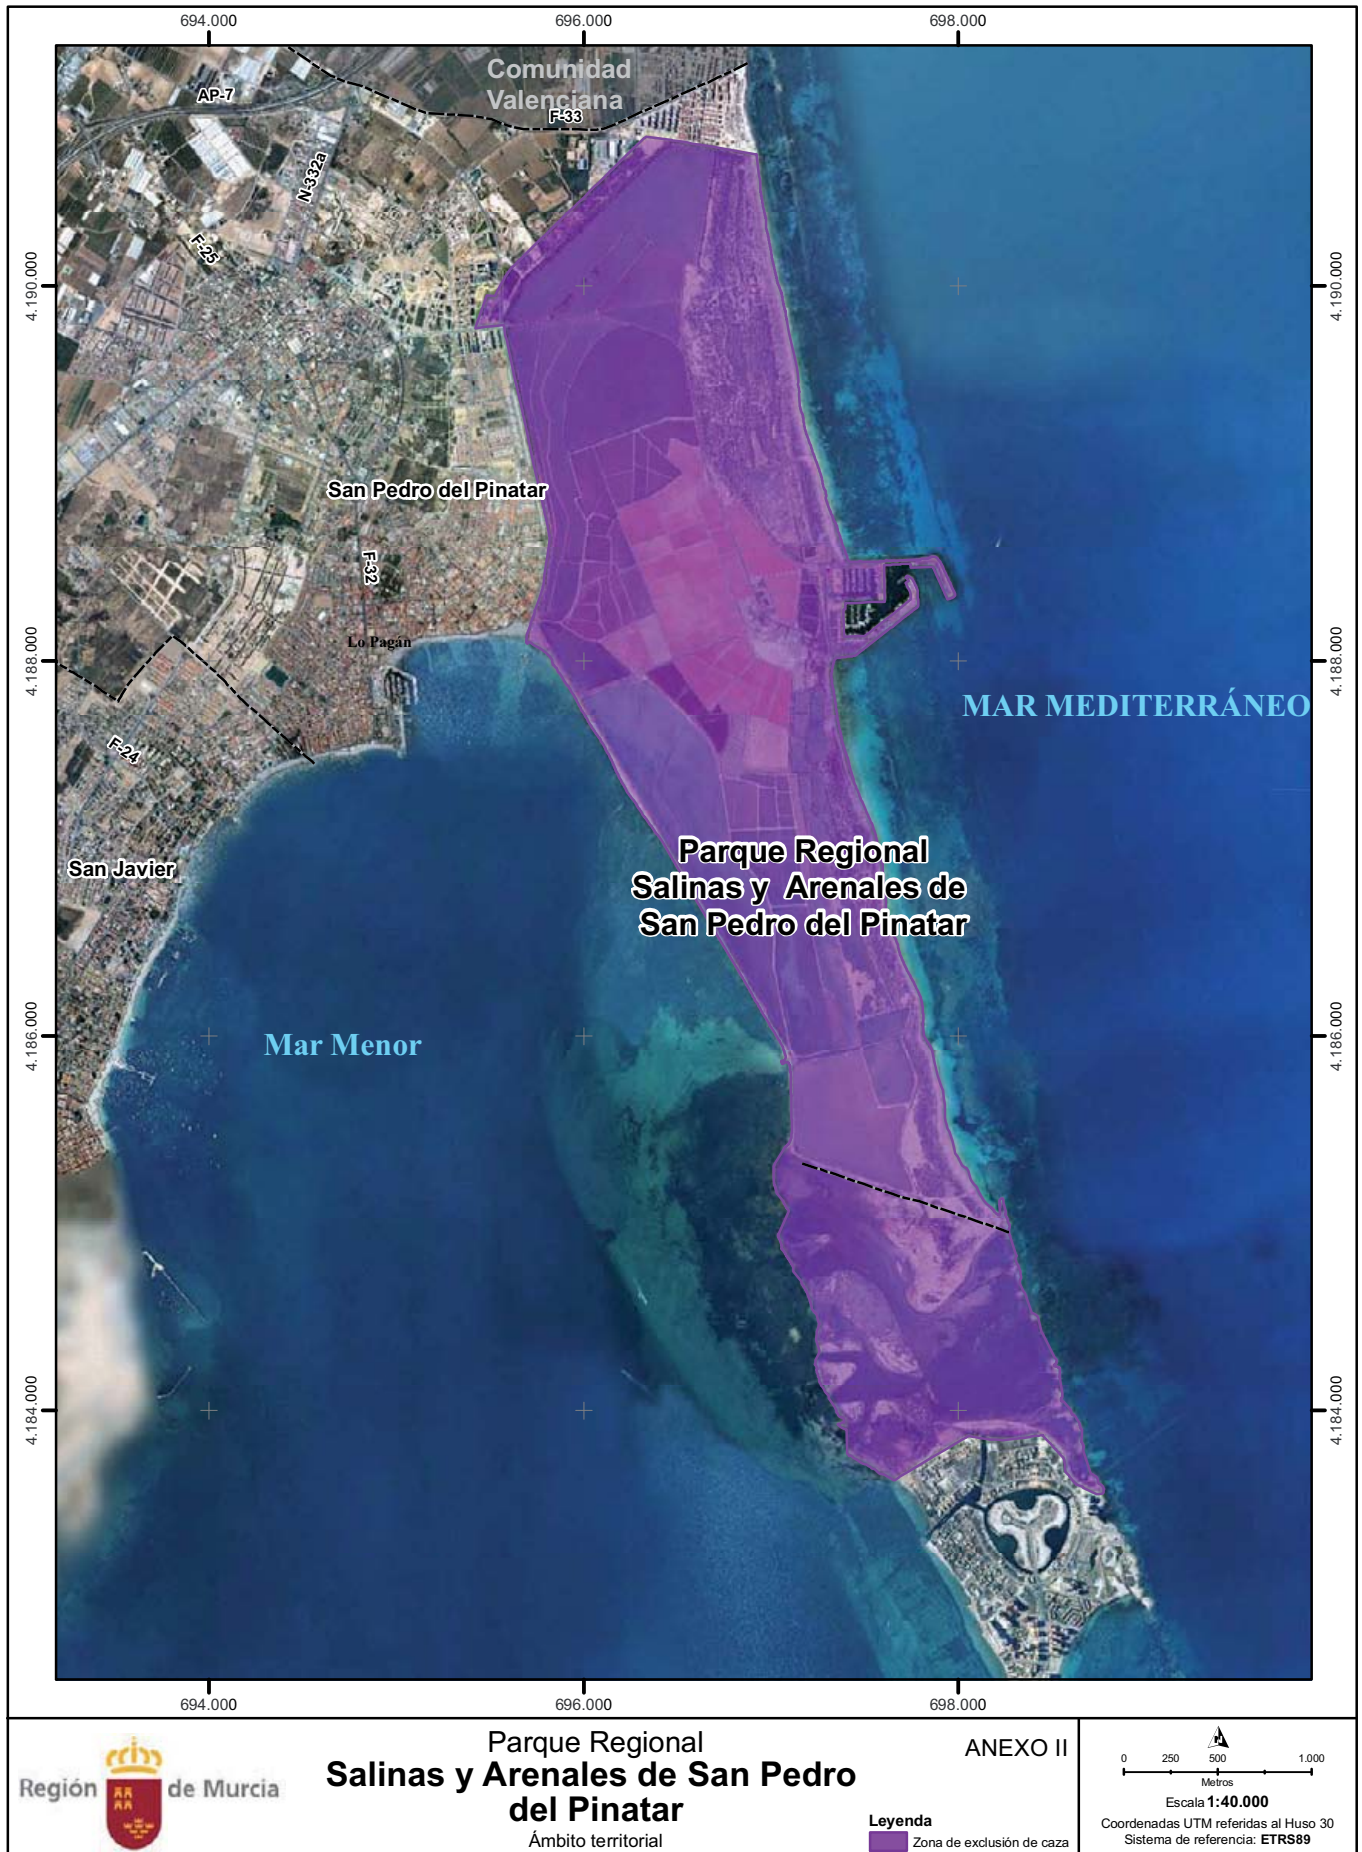 694.000
696.000
698.000
Comunidad
Valenciana
AP-7
F-33
N-332a
F-25
4.190.000
4.190.000
San Pedro del Pinatar
F-32
Lo Pagán
4.188.000
4.188.000
MAR MEDITERRÁNEO
F-24
San Javier
Parque Regional
Salinas y Arenales de
San Pedro del Pinatar
Mar Menor
4.186.000
4.186.000
4.184.000
4.184.000
694.000
696.000
698.000
Región de Murcia
Parque Regional
Salinas y Arenales de San Pedro
del Pinatar
Ámbito territorial
ANEXO II
Leyenda
Zona de exclusión de caza
0 250 500 1.000
Metros
Escala 1:40.000
Coordenadas UTM referidas al Huso 30
Sistema de referencia: ETRS89